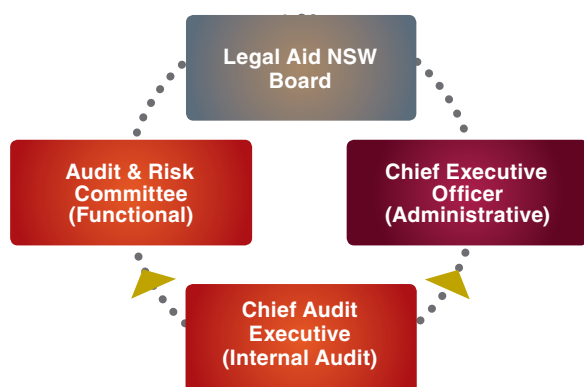 Legal Aid NSW
Board
Audit & Risk
Committee
(Functional)
Chief Executive
Officer
(Administrative)
Chief Audit
Executive
(Internal Audit)